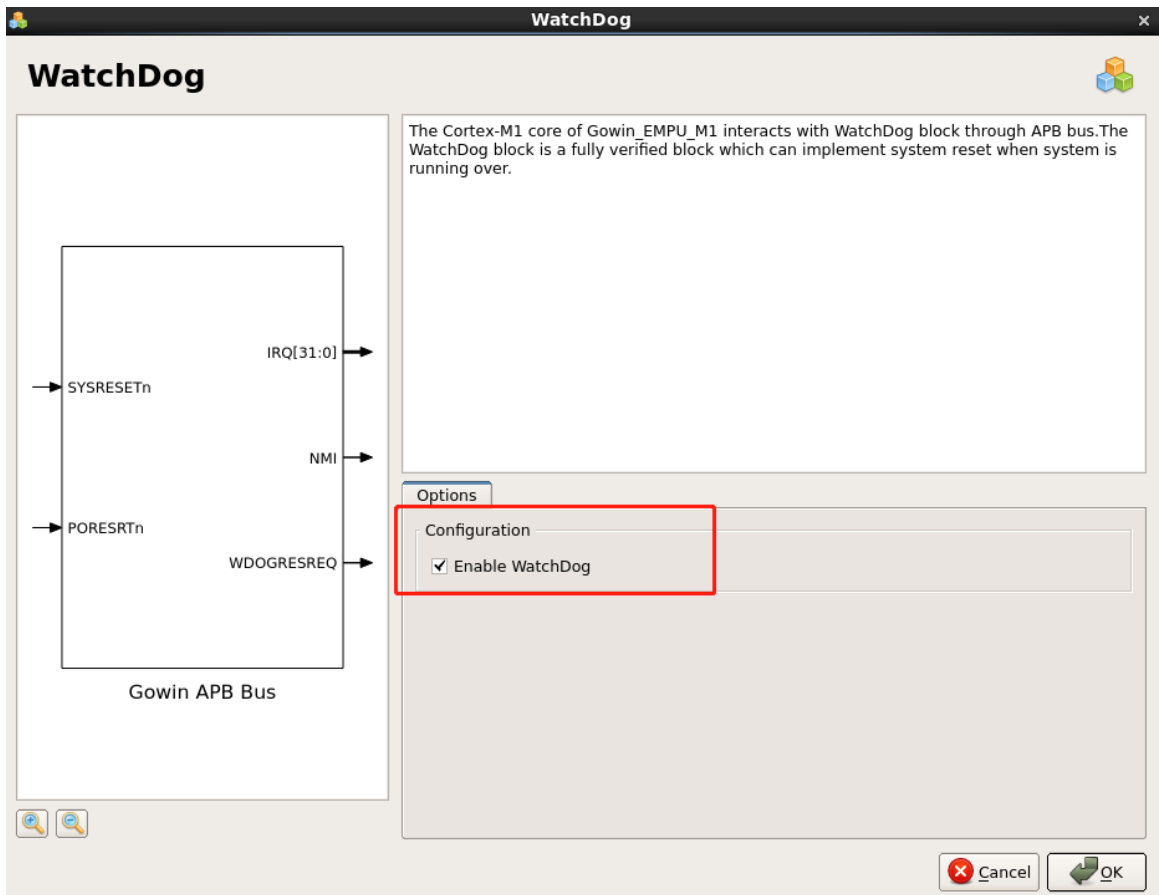 WatchDog
WatchDog
The Cortex-M1 core of Gowin_EMPU_M1 interacts with WatchDog block through APB bus.The
WatchDog block is a fully verified block which can implement system reset when system is
running over.
IRQ[31:0]
SYSRESETn
NMI
PORESRTn
WDOGRESREQ
Gowin APB Bus
Options
Configuration
Enable WatchDog
Cancel
OK